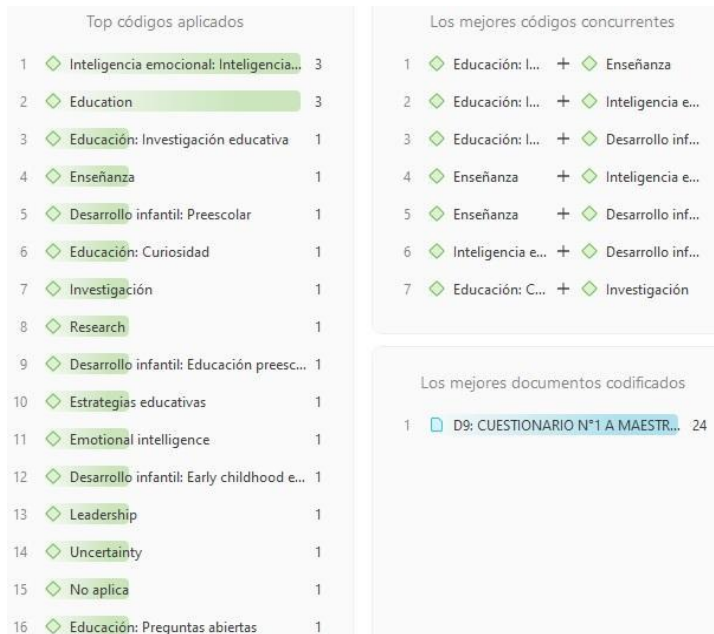 Top códigos aplicados
1 Inteligencia emocional: Inteligencia... 3
2 Education 3
3 Educación: Investigación educativa 1
4 Enseñanza 1
5 Desarrollo infantil: Preescolar 1
6 Educación: Curiosidad 1
7 Investigación 1
8 Research 1
9 Desarrollo infantil: Educación preesc... 1
10 Estrategias educativas 1
11 Emotional intelligence 1
12 Desarrollo infantil: Early childhood e... 1
13 Leadership 1
14 Uncertainty 1
15 No aplica 1
16 Educación: Preguntas abiertas 1
Los mejores códigos concurrentes
1 Educación: I... + Enseñanza
2 Educación: I... + Inteligencia e...
3 Educación: I... + Desarrollo inf...
4 Enseñanza + Inteligencia e...
5 Enseñanza + Desarrollo inf...
6 Inteligencia e... + Desarrollo inf...
7 Educación: C... + Investigación
Los mejores documentos codificados
1 D9: CUESTIONARIO N°1 A MAESTR... 24